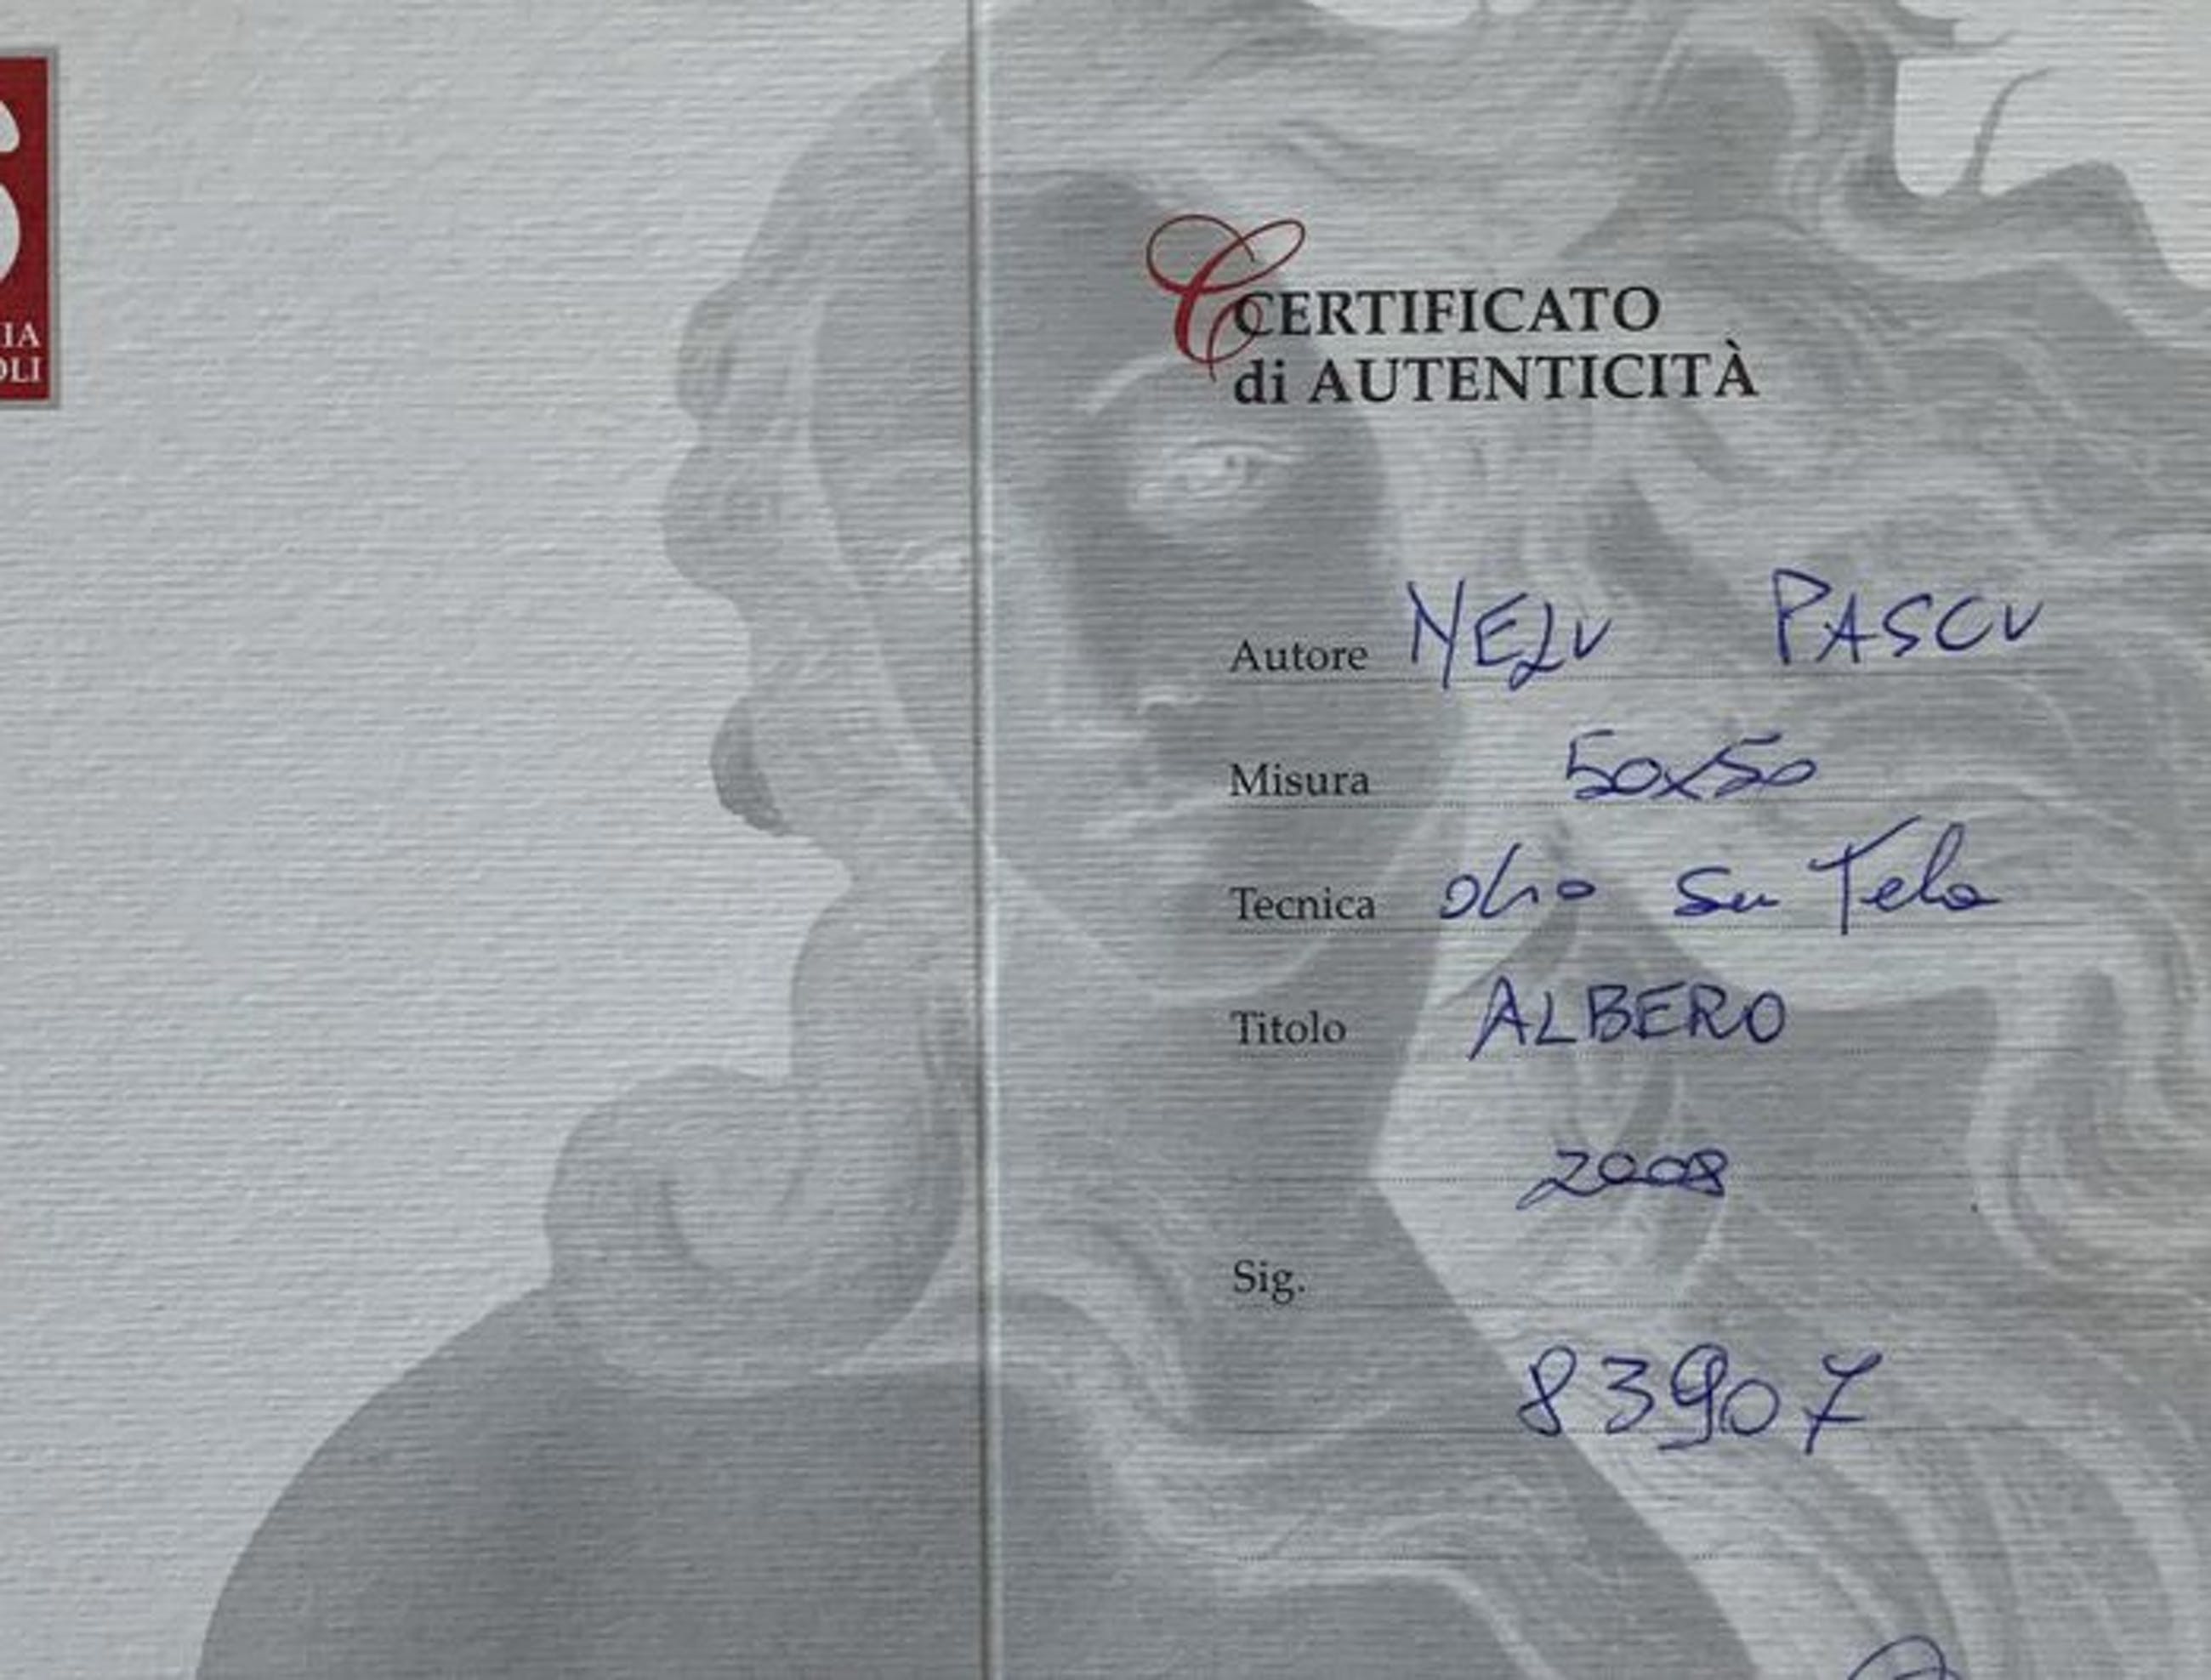 CERTIFICATO
di AUTENTICITÀ
Autore NELU PASCU
Misura 50x50
Tecnica olio su Tela
Titolo ALBERO
2008
Sig.
83907